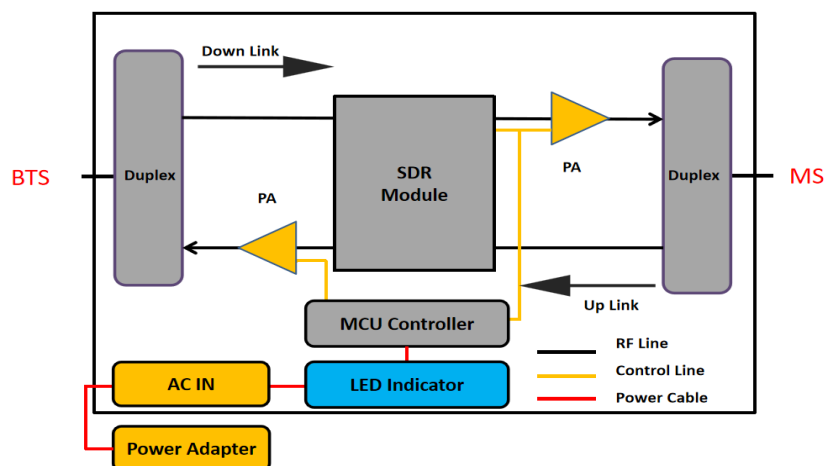 Down Link
BTS
Duplex
PA
SDR
Module
PA
Duplex
MS
Up Link
MCU Controller
RF Line
AC IN
LED Indicator
Control Line
Power Cable
Power Adapter